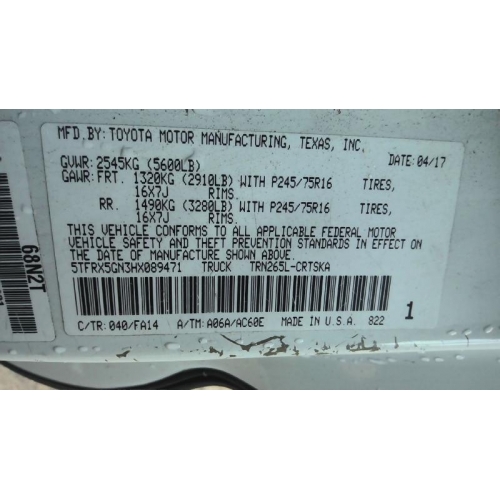 MFD.BY:TOYOTA MOTOR MANUFACTURING, TEXAS, INC.
GVWR:2545KG (5600LB) DATE:04/17
GAWR:FRT. 1320KG (2910LB) WITH P245/75R16 TIRES,
16X7J RIMS.
RR. 1490KG (3280LB) WITH P245/75R16 TIRES,
16X7J RIMS.
THIS VEHICLE CONFORMS TO ALL APPLICABLE FEDERAL MOTOR
VEHICLE SAFETY AND THEFT PREVENTION STANDARDS IN EFFECT ON
THE DATE OF MANUFACTURE SHOWN ABOVE.
5TFRX5GN3HX089471 TRUCK TRN265L-CRTSKA
C/TR:040/FA14 A/TM:A06A/AC60E MADE IN U.S.A. 822 1
68N2T